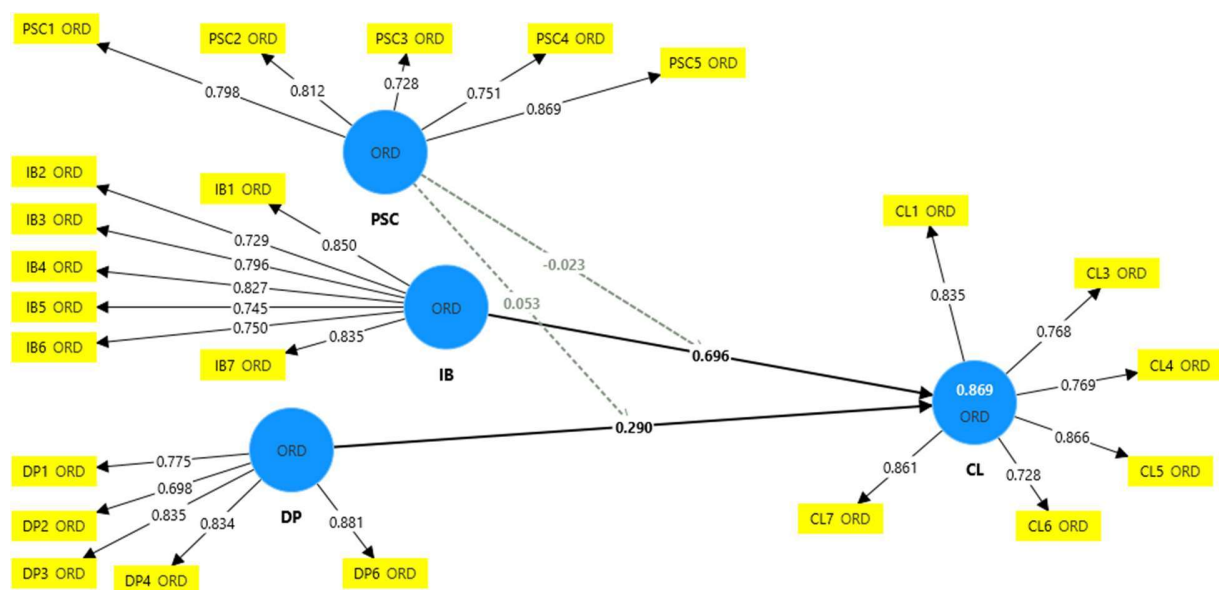 PSC1 ORD
PSC2 ORD
PSC3 ORD
PSC4 ORD
PSC5 ORD
0.798
0.812
0.728
0.751
0.869
ORD
PSC
IB2 ORD
IB3 ORD
IB4 ORD
IB5 ORD
IB6 ORD
IB1 ORD
IB7 ORD
0.729
0.796
0.827
0.745
0.750
0.850
0.835
ORD
IB
-0.023
0.053
0.696
0.290
DP1 ORD
DP2 ORD
DP3 ORD
DP4 ORD
DP6 ORD
0.775
0.698
0.835
0.834
0.881
ORD
DP
CL1 ORD
CL3 ORD
CL4 ORD
CL5 ORD
CL6 ORD
CL7 ORD
0.835
0.768
0.769
0.866
0.728
0.861
0.869
ORD
CL